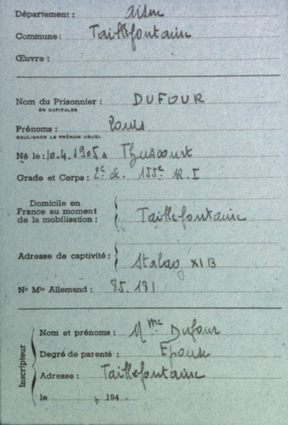 Département : Aisne
Commune : Taillefontaine
Œuvre :
Nom du Prisonnier : DUFOUR
EN CAPITALES
Prénoms : Louis
SOULIGNER LE PRÉNOM USUEL
Né le : 10.4.1905 à
Grade et Corps : 2e cl. 155e R.I
Domicile en
France au moment
de la mobilisation : Taillefontaine
Adresse de captivité : Stalag XIB
No Mle Allemand : 85.181
Inscripteur
Nom et prénoms : Mme Dufour
Degré de parenté : Epouse
Adresse : Taillefontaine
le 194